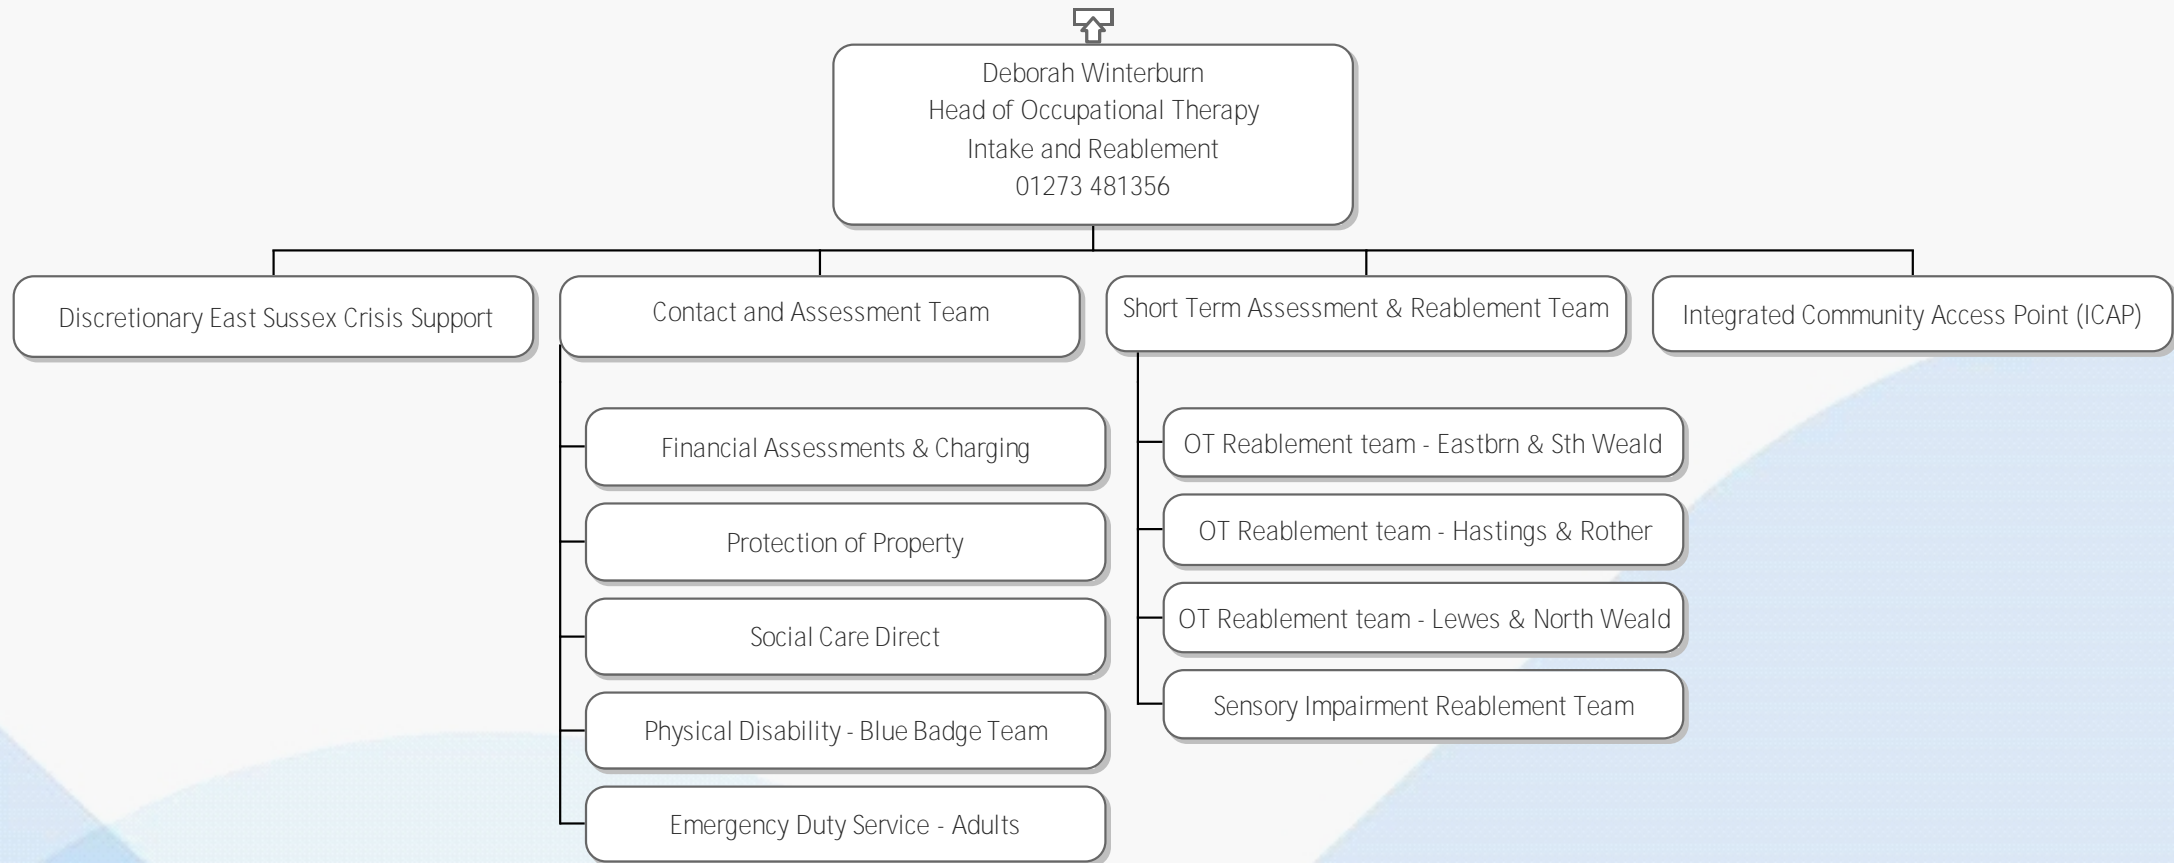 Deborah Winterburn
Head of Occupational Therapy
Intake and Reablement
01273 481356
Discretionary East Sussex Crisis Support
Contact and Assessment Team
Short Term Assessment & Reablement Team
Integrated Community Access Point (ICAP)
Financial Assessments & Charging
Protection of Property
Social Care Direct
Physical Disability - Blue Badge Team
Emergency Duty Service - Adults
OT Reablement team - Eastbrn & Sth Weald
OT Reablement team - Hastings & Rother
OT Reablement team - Lewes & North Weald
Sensory Impairment Reablement Team